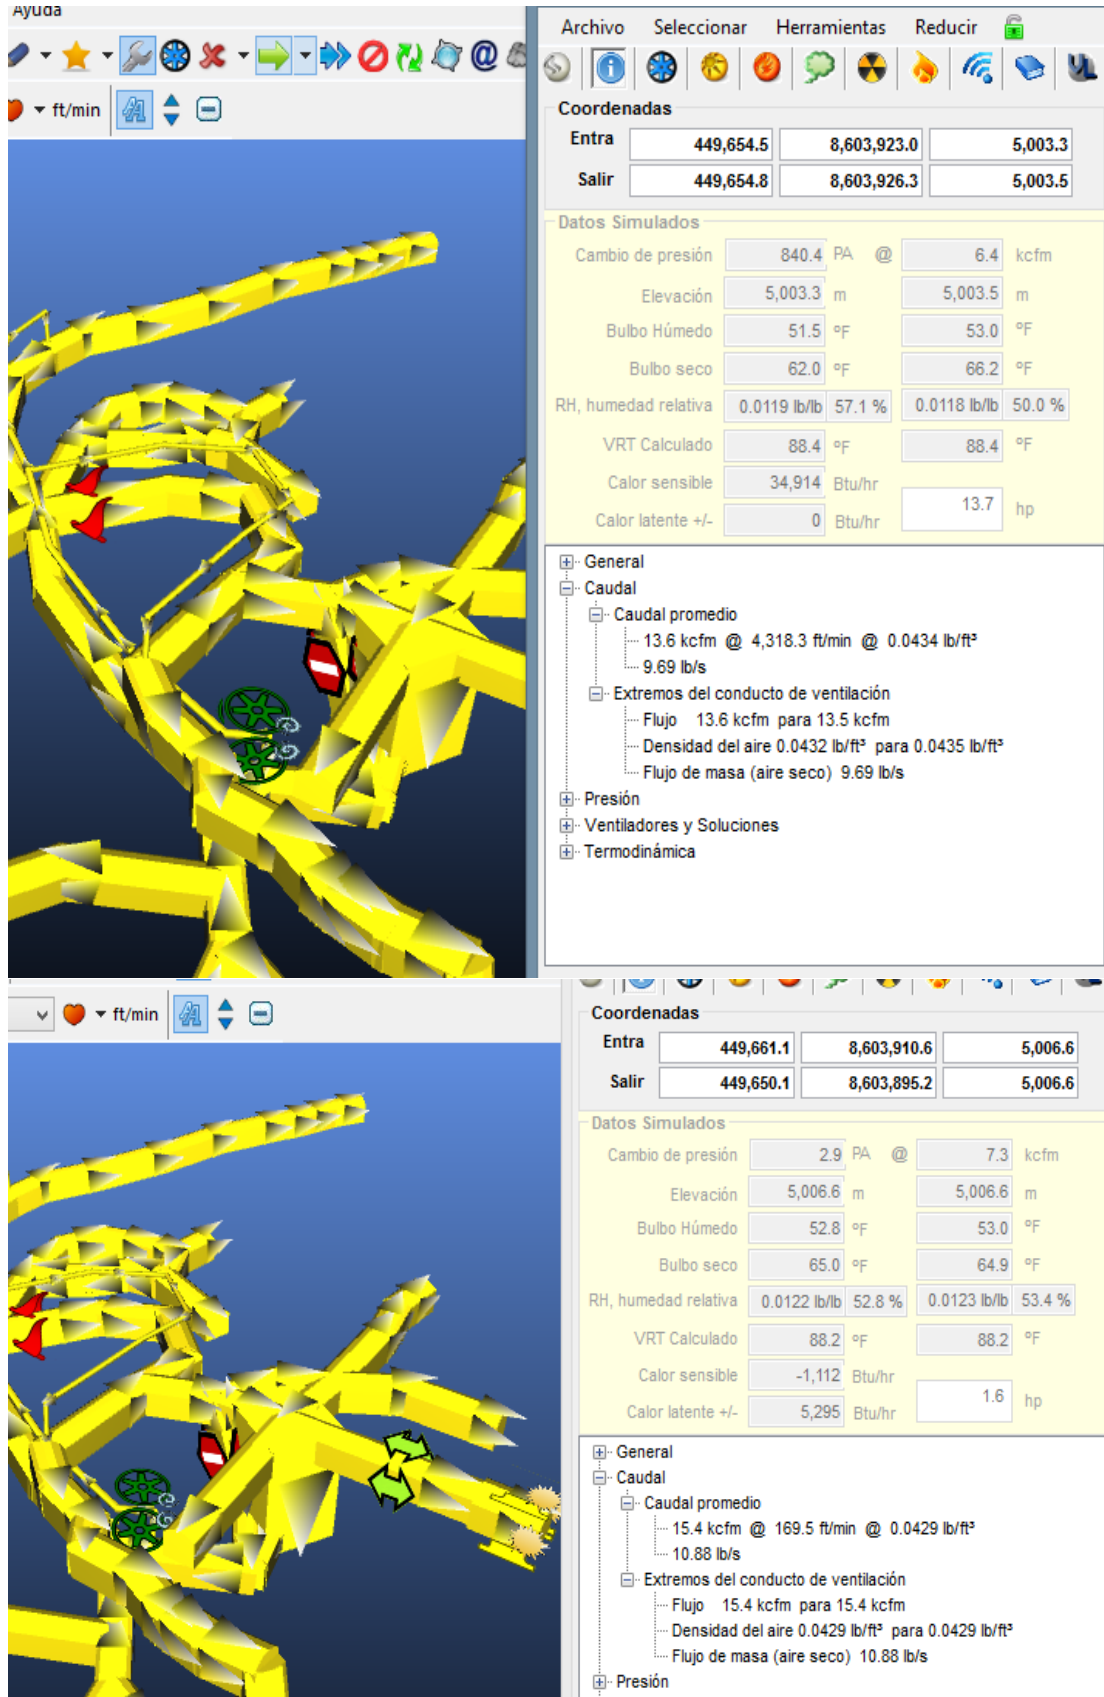 Ayuda
ft/min
Archivo Seleccionar Herramientas Reducir
Coordenadas
Entra 449,654.5 8,603,923.0 5,003.3
Salir 449,654.8 8,603,926.3 5,003.5
Datos Simulados
Cambio de presión 840.4 PA @ 6.4 kcfm
Elevación 5,003.3 m 5,003.5 m
Bulbo Húmedo 51.5 ºF 53.0 ºF
Bulbo seco 62.0 ºF 66.2 ºF
RH, humedad relativa 0.0119 lb/lb 57.1 % 0.0118 lb/lb 50.0 %
VRT Calculado 88.4 ºF 88.4 ºF
Calor sensible 34,914 Btu/hr
13.7 hp
Calor latente +/- 0 Btu/hr
General
Caudal
Caudal promedio
13.6 kcfm @ 4,318.3 ft/min @ 0.0434 lb/ft³
9.69 lb/s
Extremos del conducto de ventilación
Flujo 13.6 kcfm para 13.5 kcfm
Densidad del aire 0.0432 lb/ft³ para 0.0435 lb/ft³
Flujo de masa (aire seco) 9.69 lb/s
Presión
Ventiladores y Soluciones
Termodinámica
ft/min
Coordenadas
Entra 449,661.1 8,603,910.6 5,006.6
Salir 449,650.1 8,603,895.2 5,006.6
Datos Simulados
Cambio de presión 2.9 PA @ 7.3 kcfm
Elevación 5,006.6 m 5,006.6 m
Bulbo Húmedo 52.8 ºF 53.0 ºF
Bulbo seco 65.0 ºF 64.9 ºF
RH, humedad relativa 0.0122 lb/lb 52.8 % 0.0123 lb/lb 53.4 %
VRT Calculado 88.2 ºF 88.2 ºF
Calor sensible -1,112 Btu/hr
1.6 hp
Calor latente +/- 5,295 Btu/hr
General
Caudal
Caudal promedio
15.4 kcfm @ 169.5 ft/min @ 0.0429 lb/ft³
10.88 lb/s
Extremos del conducto de ventilación
Flujo 15.4 kcfm para 15.4 kcfm
Densidad del aire 0.0429 lb/ft³ para 0.0429 lb/ft³
Flujo de masa (aire seco) 10.88 lb/s
Presión